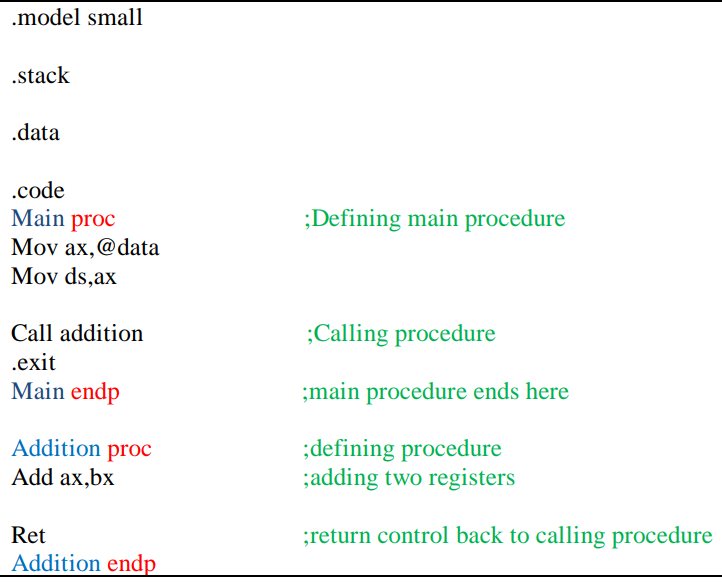 .model small
.stack
.data
.code
Main proc ;Defining main procedure
Mov ax,@data
Mov ds,ax
Call addition ;Calling procedure
.exit
Main endp ;main procedure ends here
Addition proc ;defining procedure
Add ax,bx ;adding two registers
Ret ;return control back to calling procedure
Addition endp